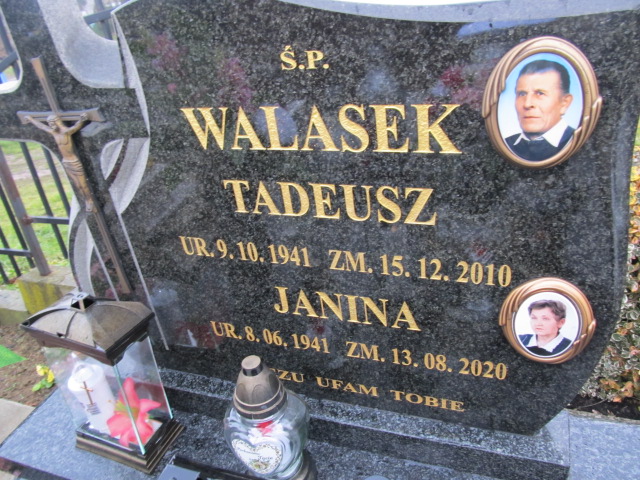 Ś.P.
WALASEK
TADEUSZ
UR. 9. 10. 1941 ZM. 15. 12. 2010
JANINA
UR. 8. 06. 1941 ZM. 13. 08. 2020
UFAM TOBIE